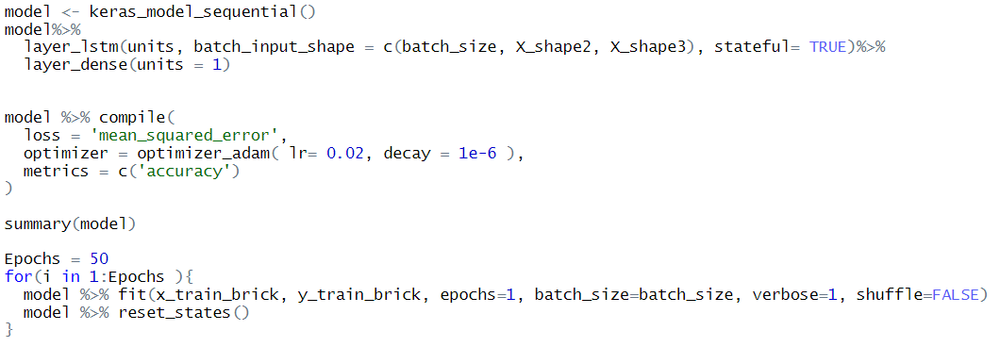 model <- keras_model_sequential()
model%>%
  layer_lstm(units, batch_input_shape = c(batch_size, X_shape2, X_shape3), stateful= TRUE)%>%
  layer_dense(units = 1)

model %>% compile(
  loss = 'mean_squared_error',
  optimizer = optimizer_adam( lr= 0.02, decay = 1e-6 ),
  metrics = c('accuracy')
)

summary(model)

Epochs = 50
for(i in 1:Epochs ){
  model %>% fit(x_train_brick, y_train_brick, epochs=1, batch_size=batch_size, verbose=1, shuffle=FALSE)
  model %>% reset_states()
}